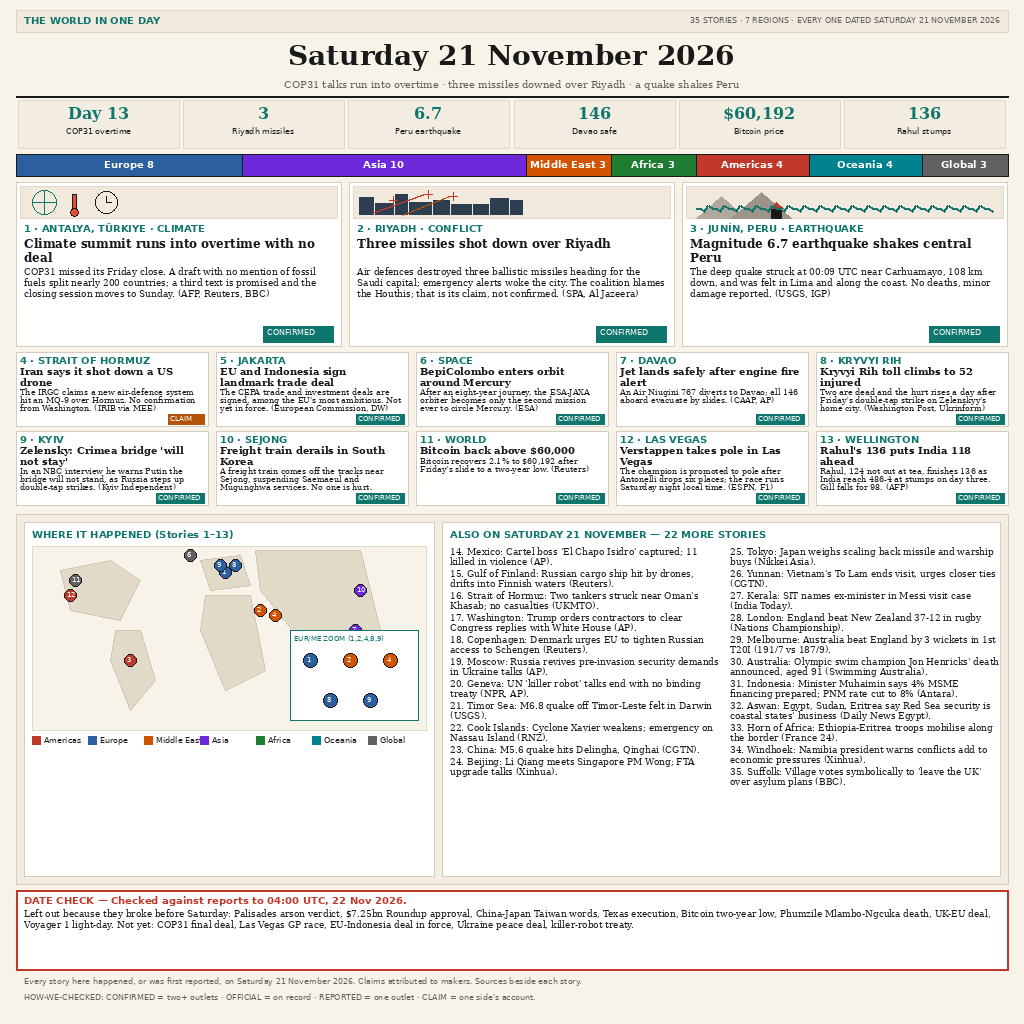 THE WORLD IN ONE DAY
35 STORIES · 7 REGIONS · EVERY ONE DATED SATURDAY 21 NOVEMBER 2026
Saturday 21 November 2026
COP31 talks run into overtime · three missiles downed over Riyadh · a quake shakes Peru
Day 13
COP31 overtime
3
Riyadh missiles
6.7
Peru earthquake
146
Davao safe
$60,192
Bitcoin price
136
Rahul stumps
Europe 8
Asia 10
Middle East 3
Africa 3
Americas 4
Oceania 4
Global 3
1 · ANTALYA, TÜRKIYE · CLIMATE
Climate summit runs into overtime with no
deal
COP31 missed its Friday close. A draft with no mention of fossil
fuels split nearly 200 countries; a third text is promised and the
closing session moves to Sunday. (AFP, Reuters, BBC)
CONFIRMED
2 · RIYADH · CONFLICT
Three missiles shot down over Riyadh
Air defences destroyed three ballistic missiles heading for the
Saudi capital; emergency alerts woke the city. The coalition blames
the Houthis; that is its claim, not confirmed. (SPA, Al Jazeera)
CONFIRMED
3 · JUNÍN, PERU · EARTHQUAKE
Magnitude 6.7 earthquake shakes central
Peru
The deep quake struck at 00:09 UTC near Carhuamayo, 108 km
down, and was felt in Lima and along the coast. No deaths, minor
damage reported. (USGS, IGP)
CONFIRMED
4 · STRAIT OF HORMUZ
Iran says it shot down a US
drone
The IRGC claims a new air-defence system
hit an MQ-9 over Hormuz. No confirmation
from Washington. (IRIB via MEE)
CLAIM
5 · JAKARTA
EU and Indonesia sign
landmark trade deal
The CEPA trade and investment deals are
signed, among the EU's most ambitious. Not
yet in force. (European Commission, DW)
CONFIRMED
6 · SPACE
BepiColombo enters orbit
around Mercury
After an eight-year journey, the ESA-JAXA
orbiter becomes only the second mission
ever to circle Mercury. (ESA)
CONFIRMED
7 · DAVAO
Jet lands safely after engine fire
alert
An Air Niugini 767 diverts to Davao; all 146
aboard evacuate by slides. (CAAP, AP)
CONFIRMED
8 · KRYVYI RIH
Kryvyi Rih toll climbs to 52
injured
Two are dead and the hurt rises a day after
Friday's double-tap strike on Zelenskyy's
home city. (Washington Post, Ukrinform)
CONFIRMED
9 · KYIV
Zelensky: Crimea bridge 'will
not stay'
In an NBC interview he warns Putin the
bridge will not stand, as Russia steps up
double-tap strikes. (Kyiv Independent)
CONFIRMED
10 · SEJONG
Freight train derails in South
Korea
A freight train comes off the tracks near
Sejong, suspending Saemaeul and
Mugunghwa services. No one is hurt.
CONFIRMED
11 · WORLD
Bitcoin back above $60,000
Bitcoin recovers 2.1% to $60,192 after
Friday's slide to a two-year low. (Reuters)
CONFIRMED
12 · LAS VEGAS
Verstappen takes pole in Las
Vegas
The champion is promoted to pole after
Antonelli drops six places; the race runs
Saturday night local time. (ESPN, F1)
CONFIRMED
13 · WELLINGTON
Rahul's 136 puts India 118
ahead
Rahul, 124 not out at tea, finishes 136 as
India reach 486-4 at stumps on day three.
Gill falls for 98. (AFP)
CONFIRMED
WHERE IT HAPPENED (Stories 1–13)
6
11
12
9
8
1
10
2
4
3
EUR/ME ZOOM (1,2,4,8,9)
1
2
4
8
9
Americas
Europe
Middle East
Asia
Africa
Oceania
Global
ALSO ON SATURDAY 21 NOVEMBER — 22 MORE STORIES
14. Mexico: Cartel boss 'El Chapo Isidro' captured; 11
killed in violence (AP).
15. Gulf of Finland: Russian cargo ship hit by drones,
drifts into Finnish waters (Reuters).
16. Strait of Hormuz: Two tankers struck near Oman's
Khasab; no casualties (UKMTO).
17. Washington: Trump orders contractors to clear
Congress replies with White House (AP).
18. Copenhagen: Denmark urges EU to tighten Russian
access to Schengen (Reuters).
19. Moscow: Russia revives pre-invasion security demands
in Ukraine talks (AP).
20. Geneva: UN 'killer robot' talks end with no binding
treaty (NPR, AP).
21. Timor Sea: M6.8 quake off Timor-Leste felt in Darwin
(USGS).
22. Cook Islands: Cyclone Xavier weakens; emergency on
Nassau Island (RNZ).
23. China: M5.6 quake hits Delingha, Qinghai (CGTN).
24. Beijing: Li Qiang meets Singapore PM Wong; FTA
upgrade talks (Xinhua).
25. Tokyo: Japan weighs scaling back missile and warship
buys (Nikkei Asia).
26. Yunnan: Vietnam's To Lam ends visit, urges closer ties
(CGTN).
27. Kerala: SIT names ex-minister in Messi visit case
(India Today).
28. London: England beat New Zealand 37-12 in rugby
(Nations Championship).
29. Melbourne: Australia beat England by 3 wickets in 1st
T20I (191/7 vs 187/9).
30. Australia: Olympic swim champion Jon Henricks' death
announced, aged 91 (Swimming Australia).
31. Indonesia: Minister Muhaimin says 4% MSME
financing prepared; PNM rate cut to 8% (Antara).
32. Aswan: Egypt, Sudan, Eritrea say Red Sea security is
coastal states' business (Daily News Egypt).
33. Horn of Africa: Ethiopia-Eritrea troops mobilise along
the border (France 24).
34. Windhoek: Namibia president warns conflicts add to
economic pressures (Xinhua).
35. Suffolk: Village votes symbolically to 'leave the UK'
over asylum plans (BBC).
DATE CHECK — Checked against reports to 04:00 UTC, 22 Nov 2026.
Left out because they broke before Saturday: Palisades arson verdict, $7.25bn Roundup approval, China-Japan Taiwan words, Texas execution, Bitcoin two-year low, Phumzile Mlambo-Ngcuka death, UK-EU deal,
Voyager 1 light-day. Not yet: COP31 final deal, Las Vegas GP race, EU-Indonesia deal in force, Ukraine peace deal, killer-robot treaty.
Every story here happened, or was first reported, on Saturday 21 November 2026. Claims attributed to makers. Sources beside each story.
HOW-WE-CHECKED: CONFIRMED = two+ outlets · OFFICIAL = on record · REPORTED = one outlet · CLAIM = one side's account.